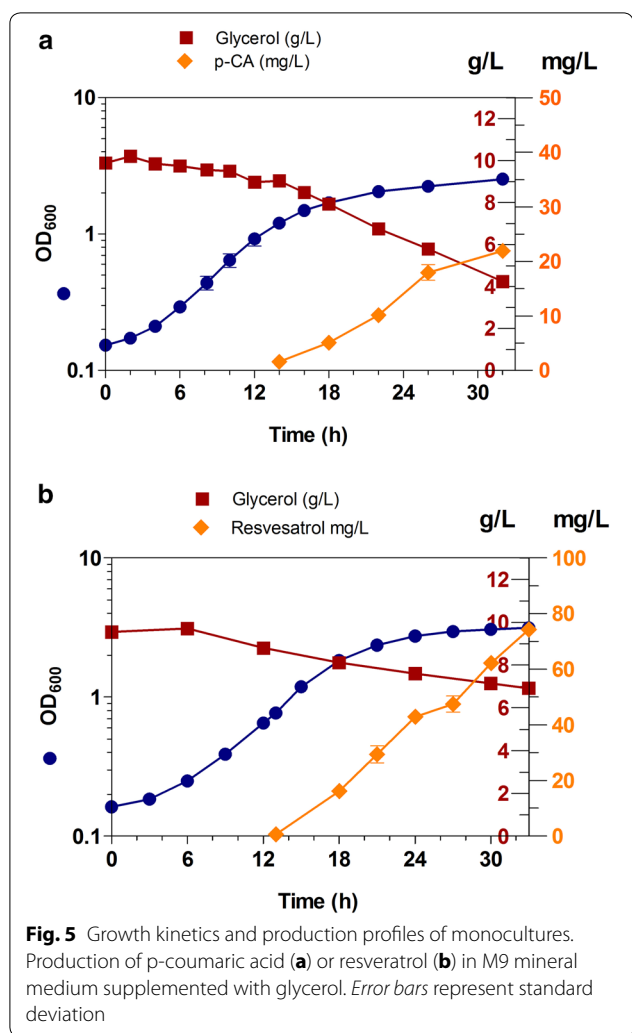 a
Glycerol (g/L)
p-CA (mg/L)
g/L mg/L
10
1
0.1
OD600
12
10
8
6
4
2
0
50
40
30
20
10
0
0 6 12 18 24 30
Time (h)
b
Glycerol (g/L)
Resvesatrol mg/L
g/L mg/L
10
1
0.1
OD600
12
10
8
6
4
2
0
100
80
60
40
20
0
0 6 12 18 24 30
Time (h)
Fig. 5 Growth kinetics and production profiles of monocultures.
Production of p-coumaric acid (a) or resveratrol (b) in M9 mineral
medium supplemented with glycerol. Error bars represent standard
deviation